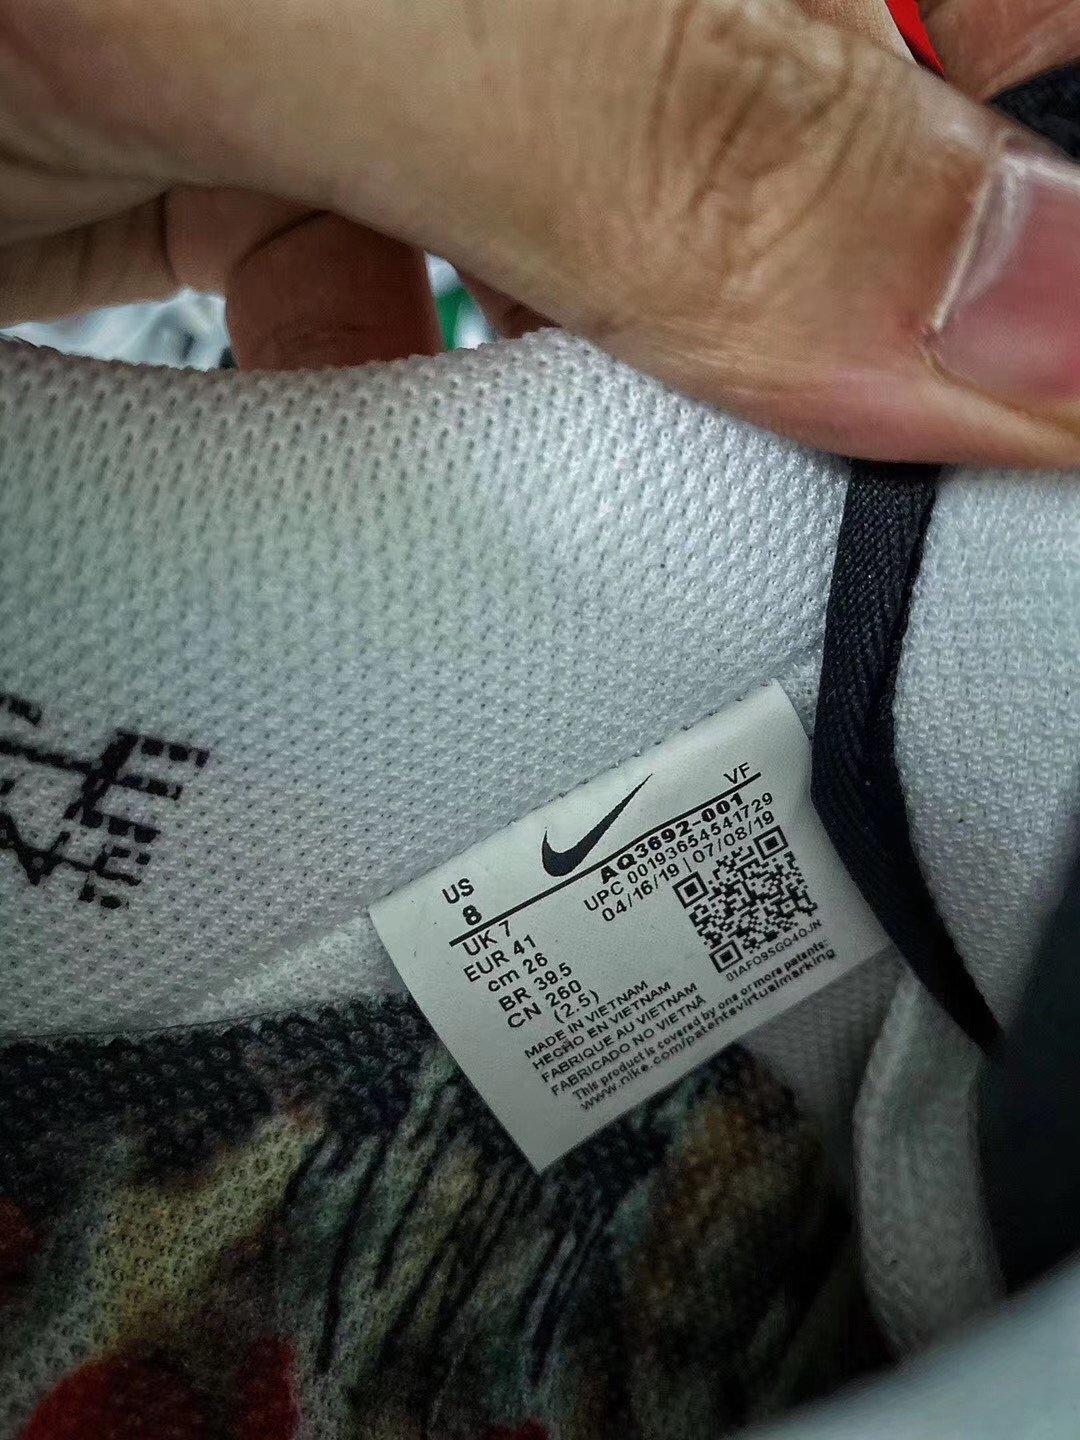 VF
AQ3692-001
UPC 00193654541729
04/16/19 | 07/08/19
US
8
UK 7
EUR 41
cm 26
BR 39.5
CN 260
(2.5)
01AFO9SGQ4QJN
MADE IN VIETNAM
HECHO EN VIETNAM
FABRIQUE AU VIETNAM
FABRICADO NO VIETNÃ
This product is covered by one or more patents:
www.nike.com/patentsvirtualmarking